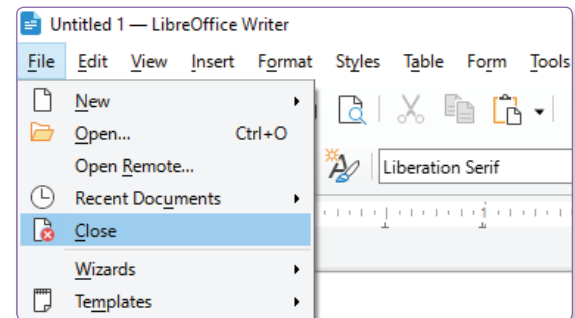 Untitled 1 — LibreOffice Writer
File Edit View Insert Format Styles Table Form Tools
New
Open... Ctrl+O
Open Remote...
Liberation Serif
Recent Documents
1
Close
Wizards
Templates